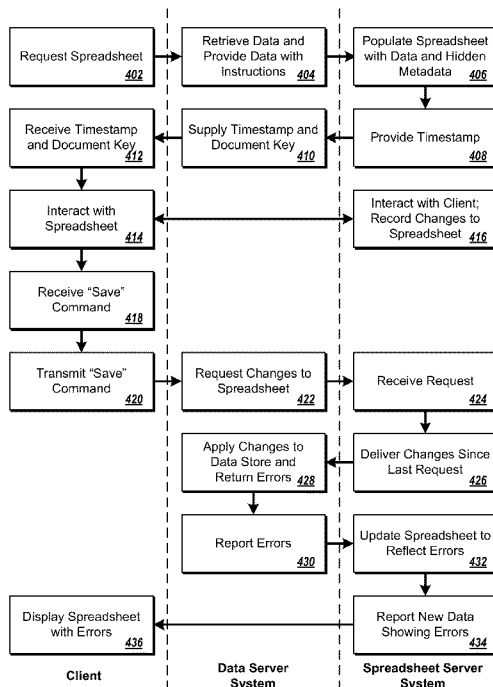 Request Spreadsheet
402
Retrieve Data and
Provide Data with
Instructions
404
Populate Spreadsheet
with Data and Hidden
Metadata
406
Receive Timestamp
and Document Key
412
Supply Timestamp and
Document Key
410
Provide Timestamp
408
Interact with
Spreadsheet
414
Interact with Client;
Record Changes to
Spreadsheet
416
Receive “Save”
Command
418
Transmit “Save”
Command
420
Request Changes to
Spreadsheet
422
Receive Request
424
Apply Changes to
Data Store and
Return Errors
428
Deliver Changes Since
Last Request
426
Report Errors
430
Update Spreadsheet to
Reflect Errors
432
Display Spreadsheet
with Errors
436
Report New Data
Showing Errors
434
Client
Data Server
System
Spreadsheet Server
System